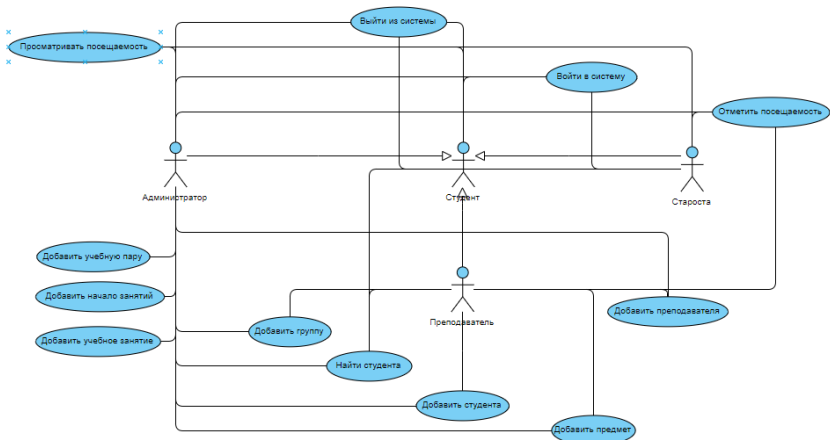 Выйти из системы
Просматривать посещаемость
Войти в систему
Отметить посещаемость
Администратор
Студент
Староста
Добавить учебную пару
Добавить начало занятий
Добавить учебное занятие
Преподаватель
Добавить преподавателя
Добавить группу
Найти студента
Добавить студента
Добавить предмет